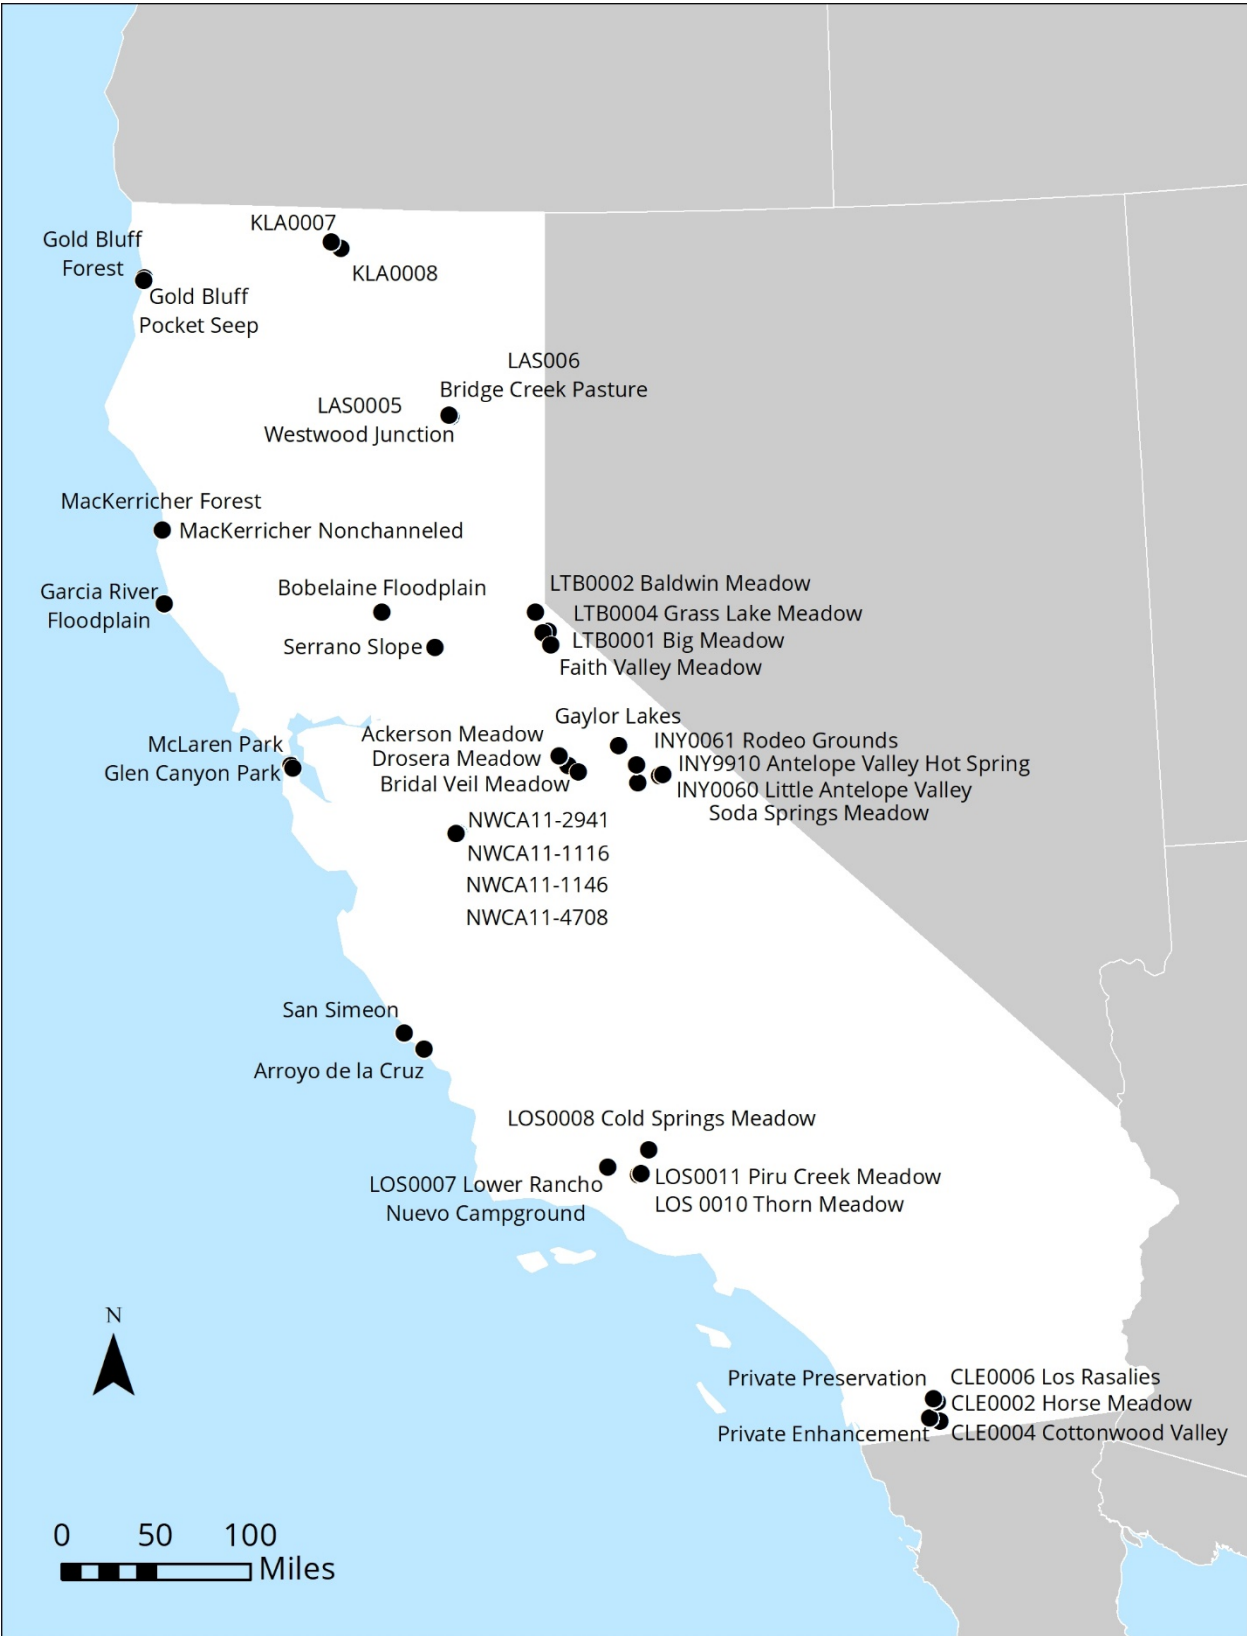 KLA0007
Gold Bluff
Forest
KLA0008
Gold Bluff
Pocket Seep
LAS006
Bridge Creek Pasture
LAS0005
Westwood Junction
MacKerricher Forest
MacKerricher Nonchanneled
Garcia River
Floodplain
Bobelaine Floodplain
Serrano Slope
LTB0002 Baldwin Meadow
LTB0004 Grass Lake Meadow
LTB0001 Big Meadow
Faith Valley Meadow
Gaylor Lakes
Ackerson Meadow
Drosera Meadow
Bridal Veil Meadow
INY0061 Rodeo Grounds
INY9910 Antelope Valley Hot Spring
INY0060 Little Antelope Valley
Soda Springs Meadow
McLaren Park
Glen Canyon Park
NWCA11-2941
NWCA11-1116
NWCA11-1146
NWCA11-4708
San Simeon
Arroyo de la Cruz
LOS0008 Cold Springs Meadow
LOS0007 Lower Rancho
Nuevo Campground
LOS0011 Piru Creek Meadow
LOS 0010 Thorn Meadow
N
Private Preservation
CLE0006 Los Rasalies
CLE0002 Horse Meadow
Private Enhancement
CLE0004 Cottonwood Valley
0 50 100
Miles